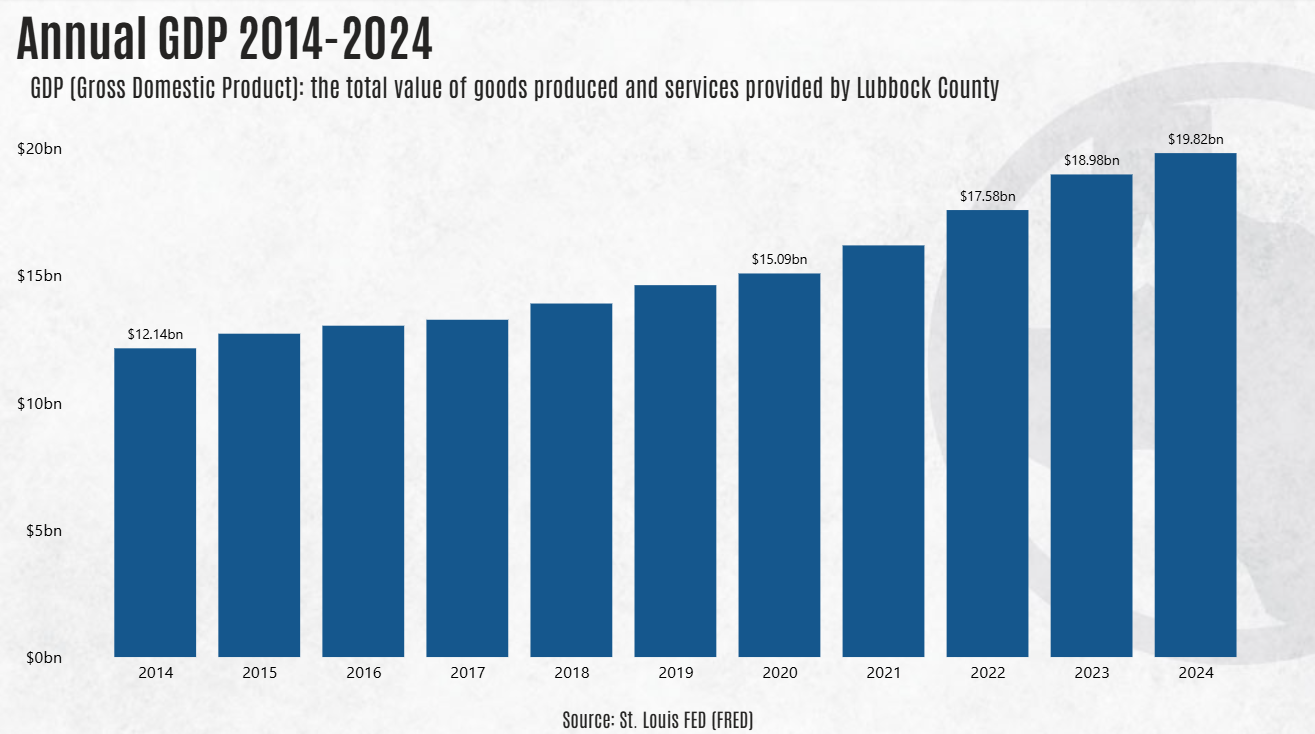 Annual GDP 2014-2024
GDP (Gross Domestic Product): the total value of goods produced and services provided by Lubbock County
$20bn
$15bn
$10bn
$5bn
$0bn
$12.14bn
$15.09bn
$17.58bn
$18.98bn
$19.82bn
2014 2015 2016 2017 2018 2019 2020 2021 2022 2023 2024
Source: St. Louis FED (FRED)